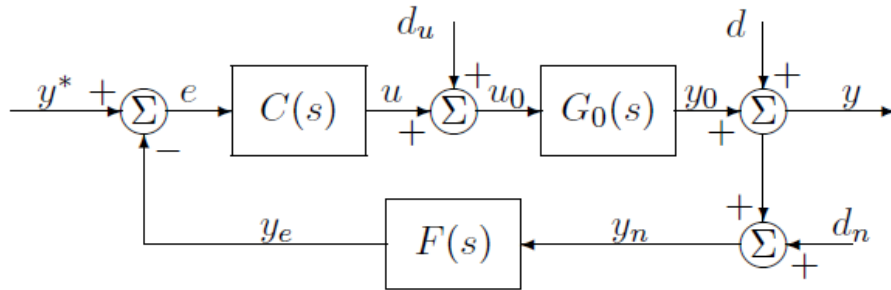 d_u d
y* + Σ e C(s) u + Σ + u_0 G_0(s) y_0 + Σ + y
−
y_e F(s) y_n + Σ + d_n